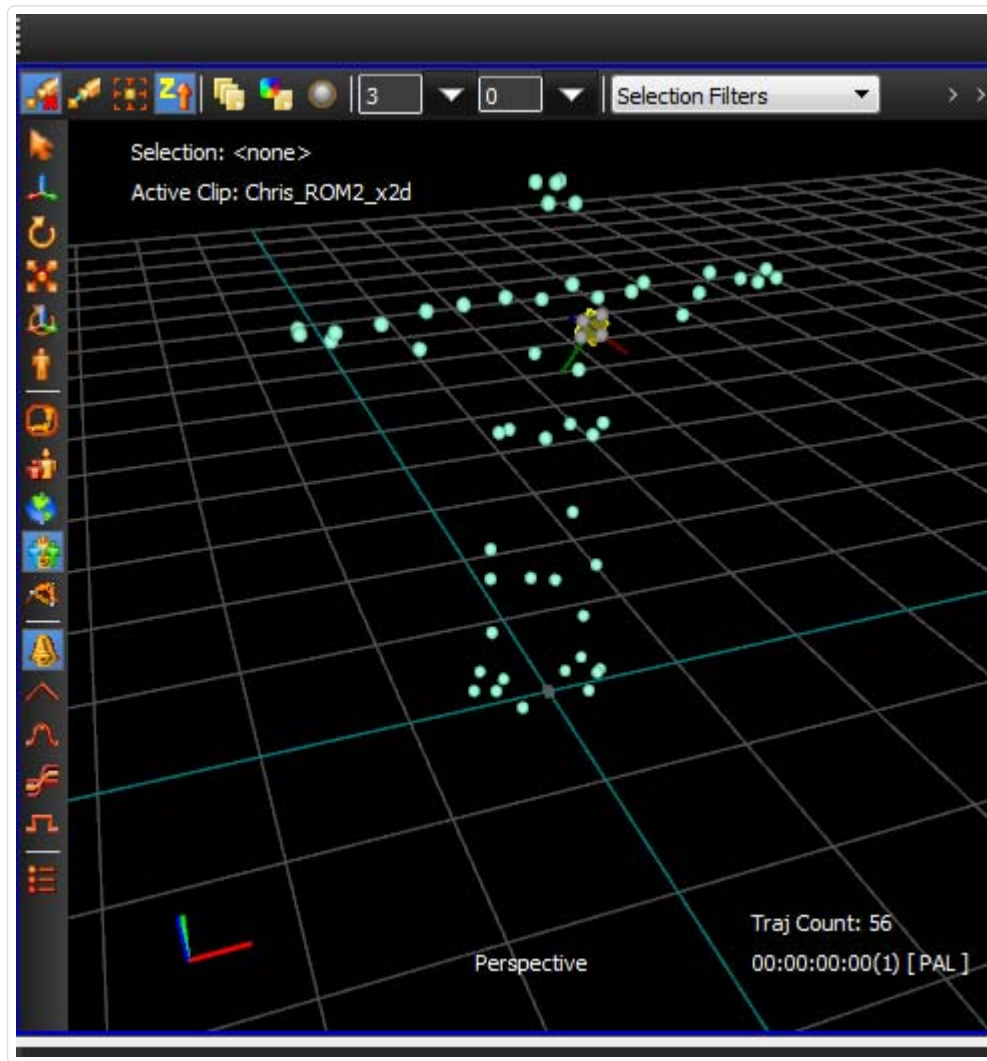 Z
3
0
Selection Filters
> >
Selection: <none>
Active Clip: Chris_ROM2_x2d
Traj Count: 56
Perspective
00:00:00:00(1) [ PAL ]